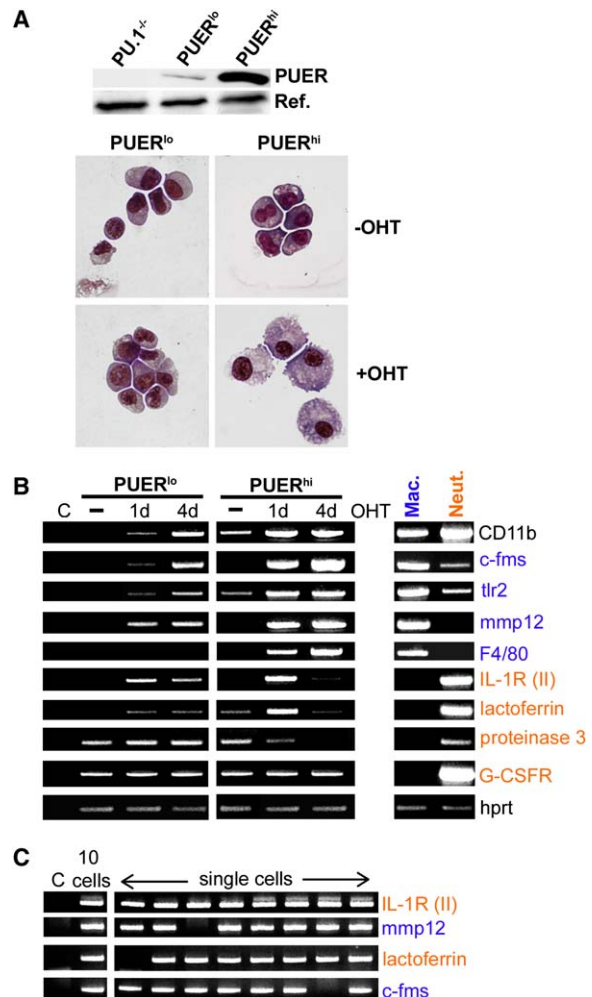 A
PU.1-/-
PUERlo
PUERhi
PUER
Ref.
PUERlo PUERhi
-OHT
+OHT
B
PUERlo PUERhi
Mac.
Neut.
C – 1d 4d – 1d 4d OHT
CD11b
c-fms
tlr2
mmp12
F4/80
IL-1R (II)
lactoferrin
proteinase 3
G-CSFR
hprt
C
10
C cells single cells
IL-1R (II)
mmp12
lactoferrin
c-fms